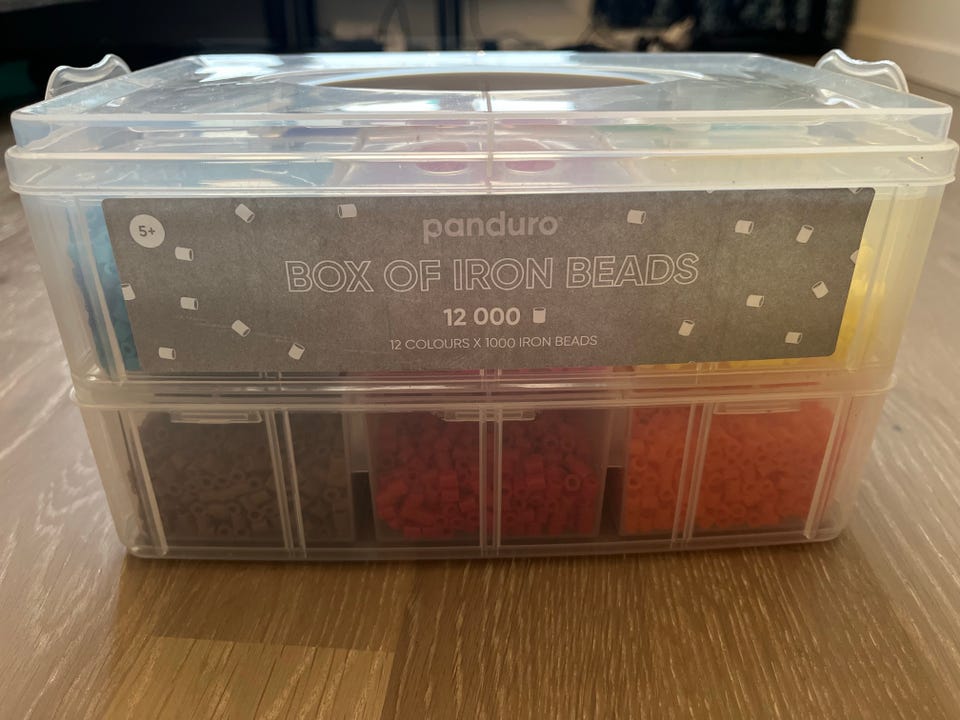 5+
panduro
BOX OF IRON BEADS
12 000
12 COLOURS X 1000 IRON BEADS